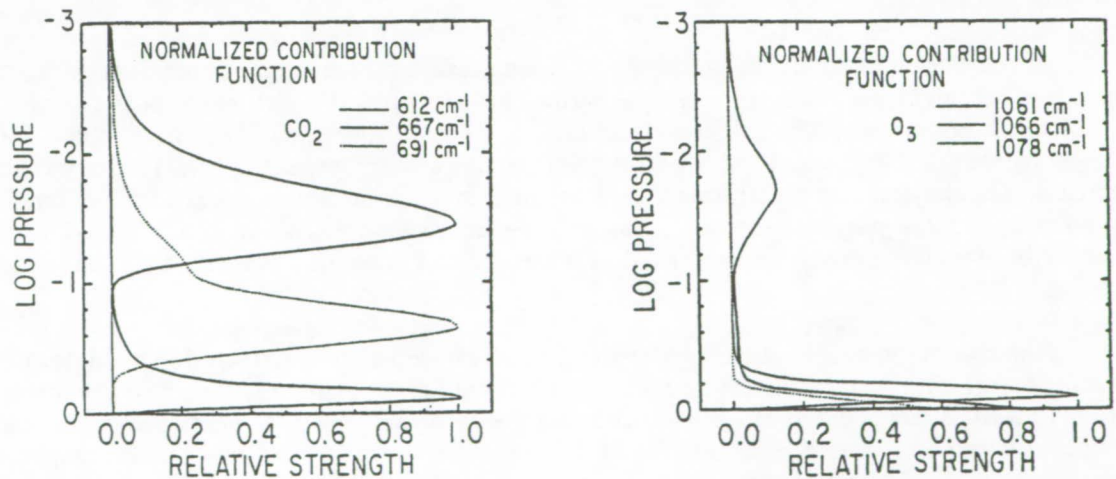 NORMALIZED CONTRIBUTION
FUNCTION
612 cm⁻¹
CO₂ 667 cm⁻¹
691 cm⁻¹
LOG PRESSURE
-3
-2
-1
0
0.0 0.2 0.4 0.6 0.8 1.0
RELATIVE STRENGTH
NORMALIZED CONTRIBUTION
FUNCTION
1061 cm⁻¹
O₃ 1066 cm⁻¹
1078 cm⁻¹
LOG PRESSURE
-3
-2
-1
0
0.0 0.2 0.4 0.6 0.8 1.0
RELATIVE STRENGTH